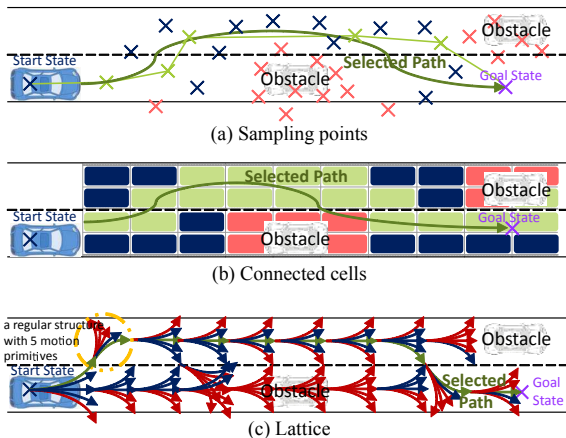 Obstacle
Start State
Selected Path
Obstacle
Goal State
(a) Sampling points
Selected Path
Obstacle
Start State
Goal State
Obstacle
(b) Connected cells
a regular structure
with 5 motion
primitives
Obstacle
Start State
Obstacle
Selected
Path
Goal
State
(c) Lattice